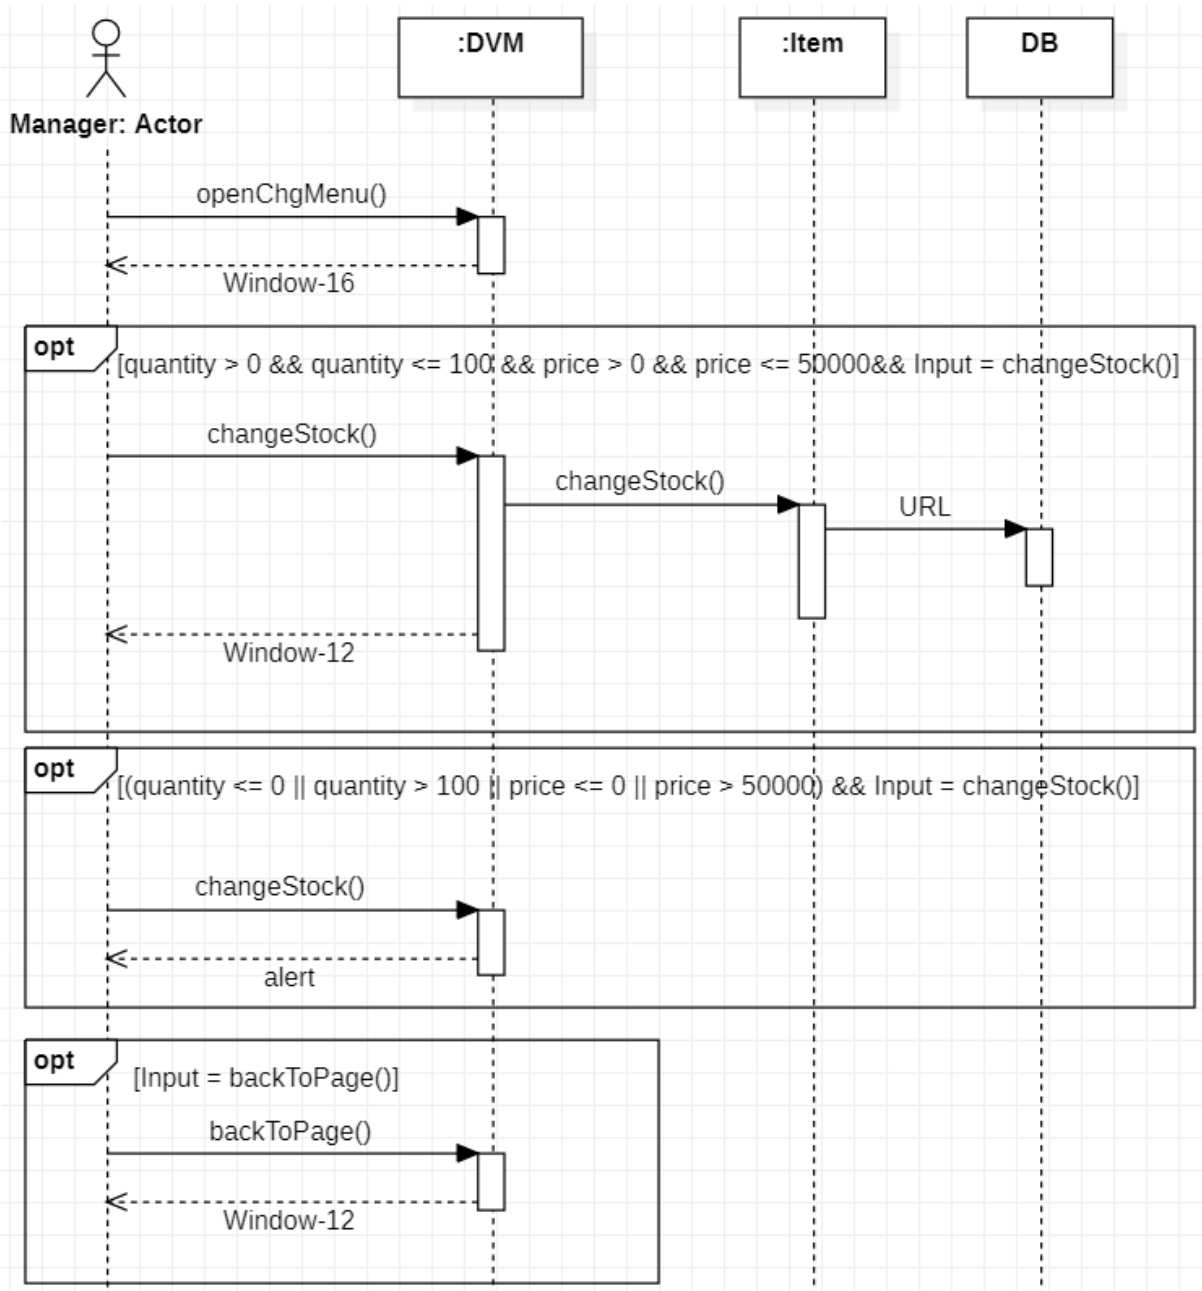 :DVM
:Item
DB
Manager: Actor
openChgMenu()
Window-16
opt
[quantity > 0 && quantity <= 100 && price > 0 && price <= 50000&& Input = changeStock()]
changeStock()
changeStock()
URL
Window-12
opt
[(quantity <= 0 || quantity > 100 || price <= 0 || price > 50000) && Input = changeStock()]
changeStock()
alert
opt
[Input = backToPage()]
backToPage()
Window-12